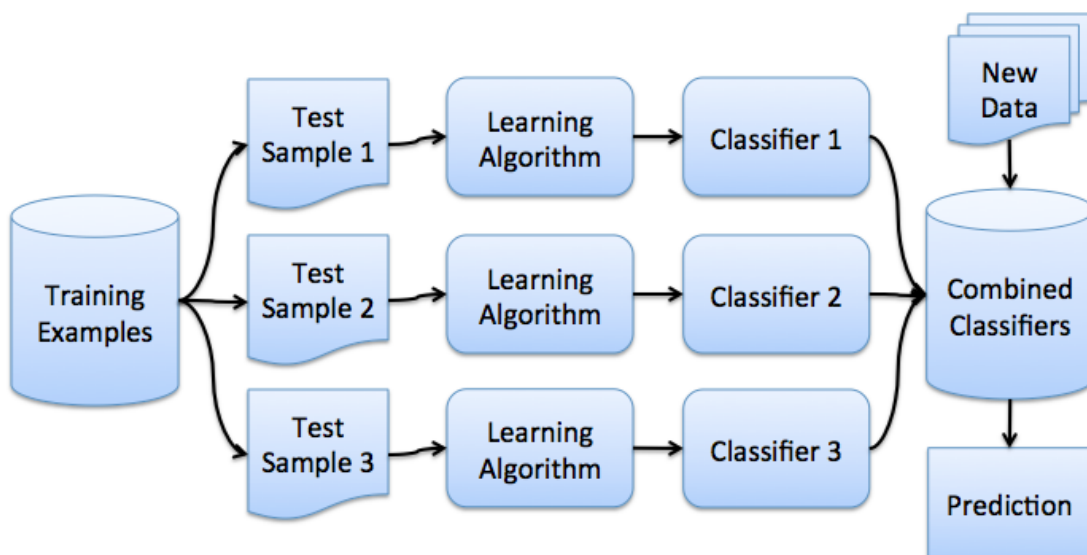 Training
Examples
Test
Sample 1
Learning
Algorithm
Classifier 1
Test
Sample 2
Learning
Algorithm
Classifier 2
Test
Sample 3
Learning
Algorithm
Classifier 3
New
Data
Combined
Classifiers
Prediction